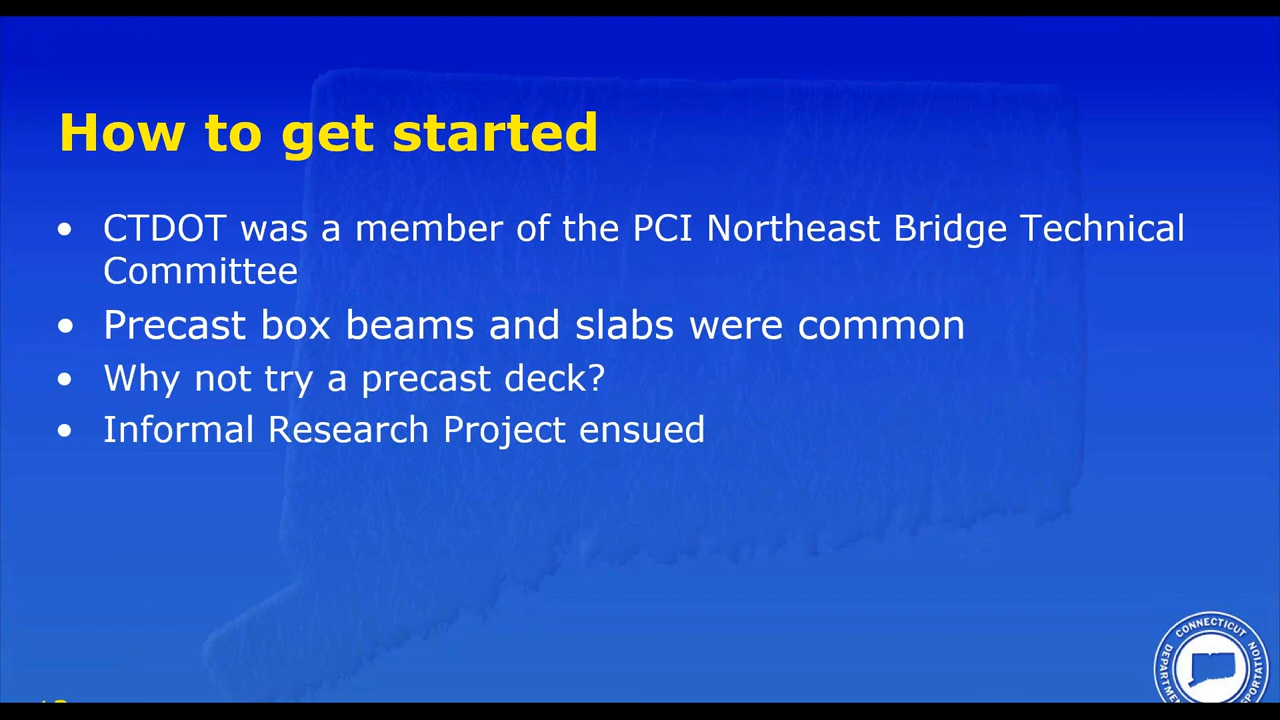 How to get started
• CTDOT was a member of the PCI Northeast Bridge Technical
Committee
• Precast box beams and slabs were common
• Why not try a precast deck?
• Informal Research Project ensued
CONNECTICUT